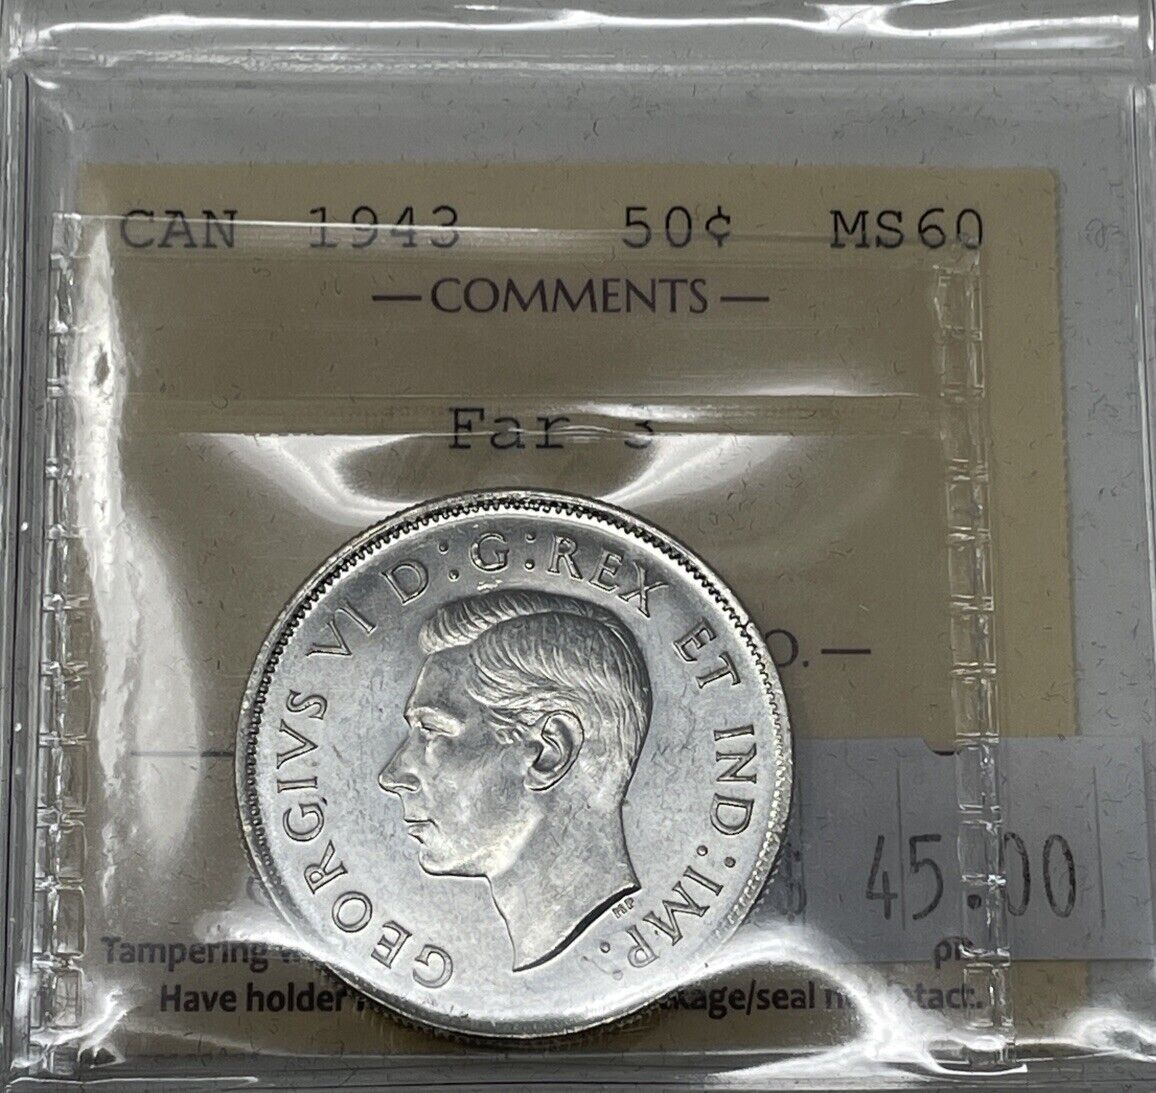 CAN 1943 50¢ MS60
— COMMENTS —
Far 3
GEORGIVS VI D:G:REX ET IND:IMP:
HP
O. —
$ 45.00
Tampering
Have holder kage/seal not intact.